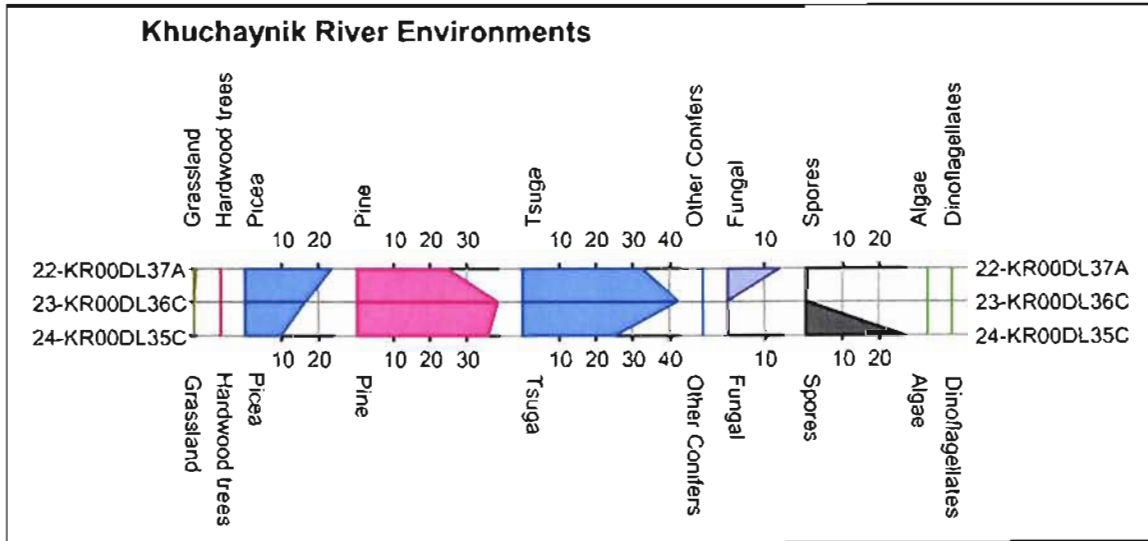 Khuchaynik River Environments
Grassland
Hardwood trees
Picea
Pine
Tsuga
Other Conifers
Fungal
Spores
Algae
Dinoflagellates
10 20 10 20 30 10 20 30 40 10 10 20
22-KR00DL37A 22-KR00DL37A
23-KR00DL36C 23-KR00DL36C
24-KR00DL35C 24-KR00DL35C
10 20 10 20 30 10 20 30 40 10 10 20
Grassland
Hardwood trees
Picea
Pine
Tsuga
Other Conifers
Fungal
Spores
Algae
Dinoflagellates